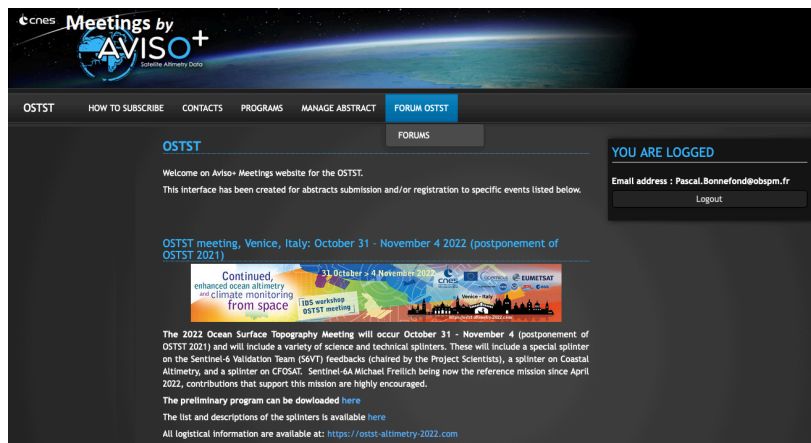 cnes Meetings by
AVISO+
Satellite Altimetry Data
OSTST HOW TO SUBSCRIBE CONTACTS PROGRAMS MANAGE ABSTRACT FORUM OSTST
FORUMS
OSTST
Welcome on Aviso+ Meetings website for the OSTST.
This interface has been created for abstracts submission and/or registration to specific events listed below.
YOU ARE LOGGED
Email address : Pascal.Bonnefond@obspm.fr
Logout
OSTST meeting, Venice, Italy: October 31 - November 4 2022 (postponement of
OSTST 2021)
Continued,
enhanced ocean altimetry
and climate monitoring
from space
31 October > 4 November 2022
IDS workshop
OSTST meeting
cnes
opernicus
EUMETSAT
Venice - Italy
https://ostst-altimetry-2022.com
The 2022 Ocean Surface Topography Meeting will occur October 31 - November 4 (postponement of
OSTST 2021) and will include a variety of science and technical splinters. These will include a special splinter
on the Sentinel-6 Validation Team (S6VT) feedbacks (chaired by the Project Scientists), a splinter on Coastal
Altimetry, and a splinter on CFOSAT. Sentinel-6A Michael Freilich being now the reference mission since April
2022, contributions that support this mission are highly encouraged.
The preliminary program can be dowloaded here
The list and descriptions of the splinters is available here
All logistical information are available at: https://ostst-altimetry-2022.com